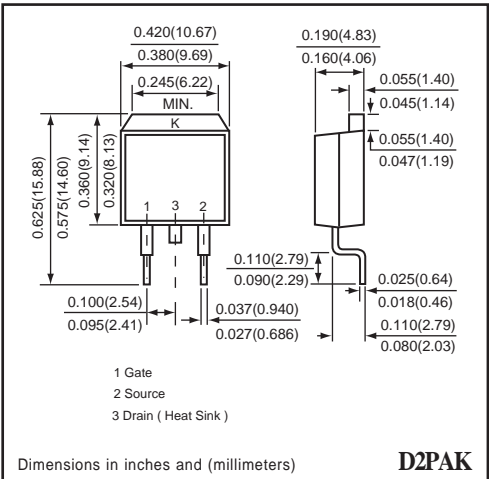 0.420(10.67)
0.380(9.69)
0.245(6.22)
MIN.
K
0.625(15.88)
0.575(14.60)
0.360(9.14)
0.320(8.13)
1 3 2
0.100(2.54)
0.095(2.41)
0.037(0.940)
0.027(0.686)
0.190(4.83)
0.160(4.06)
0.055(1.40)
0.045(1.14)
0.055(1.40)
0.047(1.19)
0.110(2.79)
0.090(2.29)
0.025(0.64)
0.018(0.46)
0.110(2.79)
0.080(2.03)
1 Gate
2 Source
3 Drain ( Heat Sink )
Dimensions in inches and (millimeters)
D2PAK